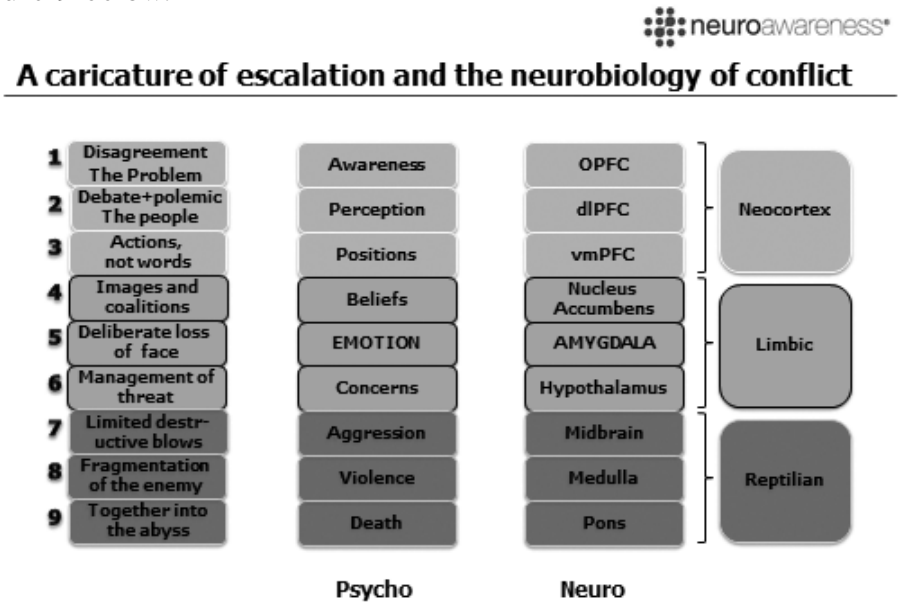 neuroawareness
A caricature of escalation and the neurobiology of conflict
1 Disagreement
The Problem
Awareness
OPFC
2 Debate+polemic
The people
Perception
dlPFC
Neocortex
3 Actions,
not words
Positions
vmPFC
4 Images and
coalitions
Beliefs
Nucleus
Accumbens
5 Deliberate loss
of face
EMOTION
AMYGDALA
Limbic
6 Management of
threat
Concerns
Hypothalamus
7 Limited destr-
uctive blows
Aggression
Midbrain
8 Fragmentation
of the enemy
Violence
Medulla
Reptilian
9 Together into
the abyss
Death
Pons
Psycho
Neuro